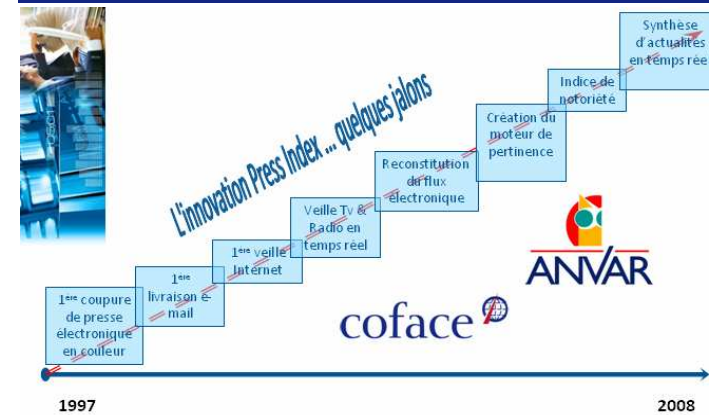 L'innovation Press Index ... quelques jalons
1ère coupure
de presse
électronique
en couleur
1ère
livraison e-
mail
1ère veille
Internet
Veille Tv &
Radio en
temps réel
Reconstitution
du flux
électronique
Création du
moteur de
pertinence
Indice de
notoriété
Synthèse
d'actualités
en temps réel
coface
ANVAR
1997
2008